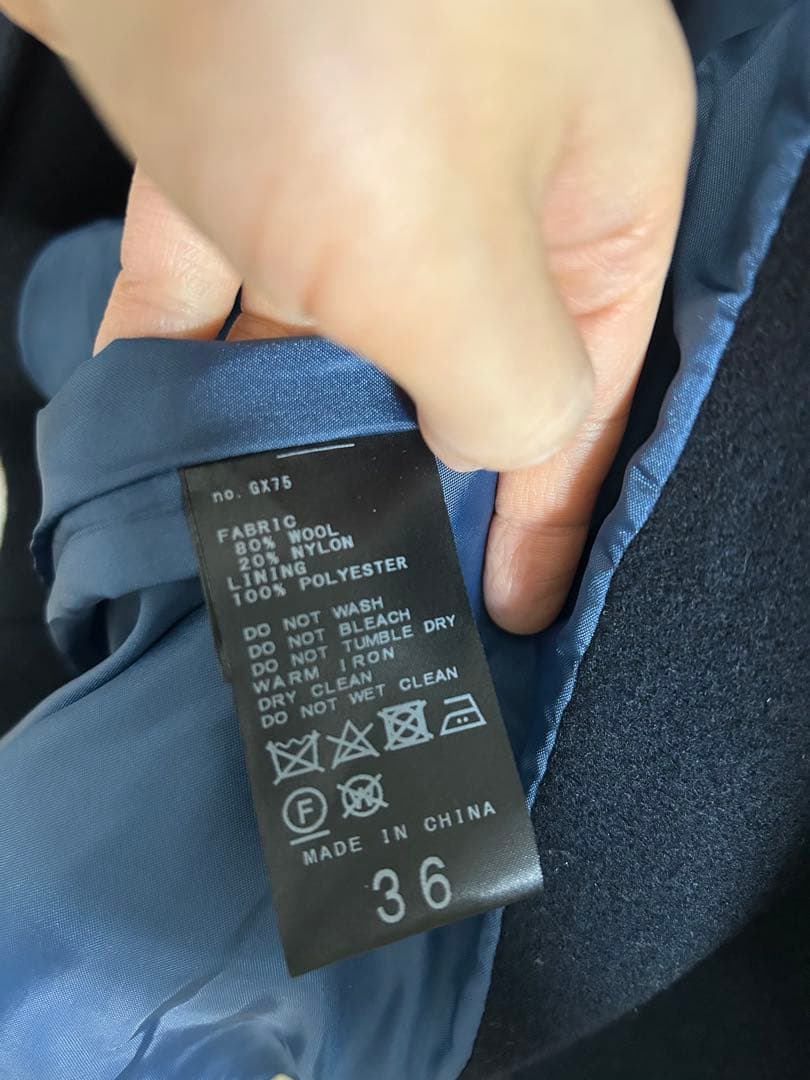 no. GX75
FABRIC
80% WOOL
20% NYLON
LINING
100% POLYESTER
DO NOT WASH
DO NOT BLEACH
DO NOT TUMBLE DRY
WARM IRON
DRY CLEAN
DO NOT WET CLEAN
F W
MADE IN CHINA
36